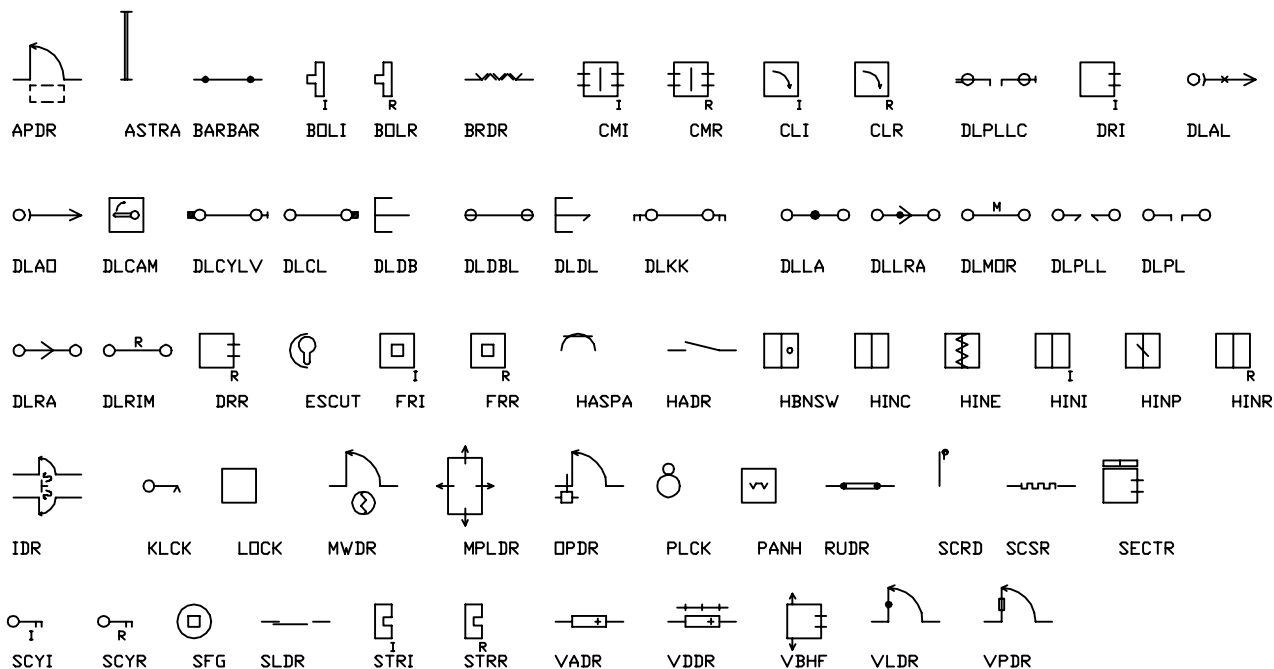 I R I R I R I
APDR ASTRA BARBAR BOLI BOLR BRDR CMI CMR CLI CLR DLPLLC DRI DLAL
M
DLAO DLCAM DLCYLV DLCL DLDB DLDBL DLDL DLKK DLLA DLLRA DLMOR DLPLL DLPL
R
R I R I R
DLRA DLRIM DRR ESCUT FRI FRR HASPA HADR HBNSW HINC HINE HINI HINP HINR
IDR KLCK LOCK MWDR MPLDR OPDR PLCK PANH RUDR SCRD SCSR SECTR
I R I R
SCYI SCYR SFG SLDR STRI STRR VADR VDDR VBHF VLDR VPDR